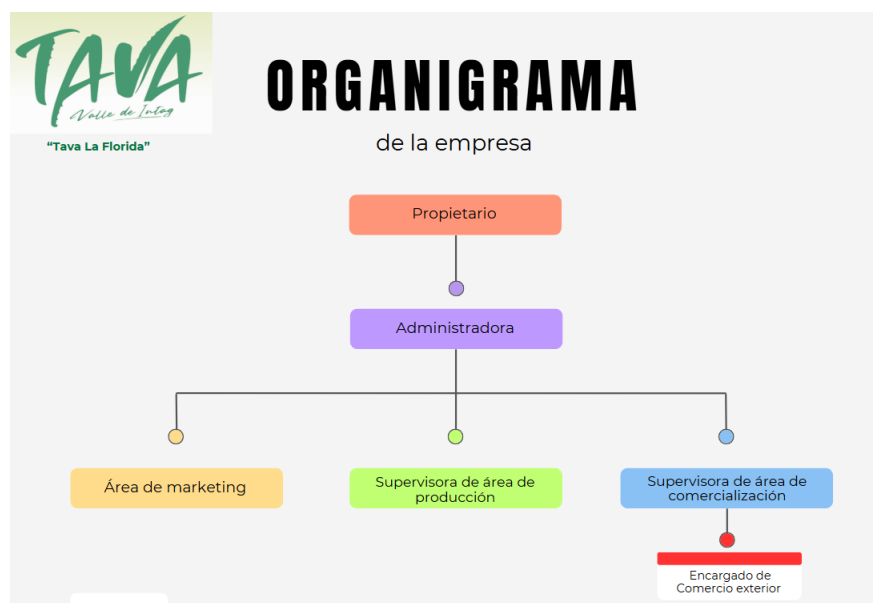 TAVA
Valle de Intag
"Tava La Florida"
ORGANIGRAMA
de la empresa
Propietario
Administradora
Área de marketing
Supervisora de área de
producción
Supervisora de área de
comercialización
Encargado de
Comercio exterior